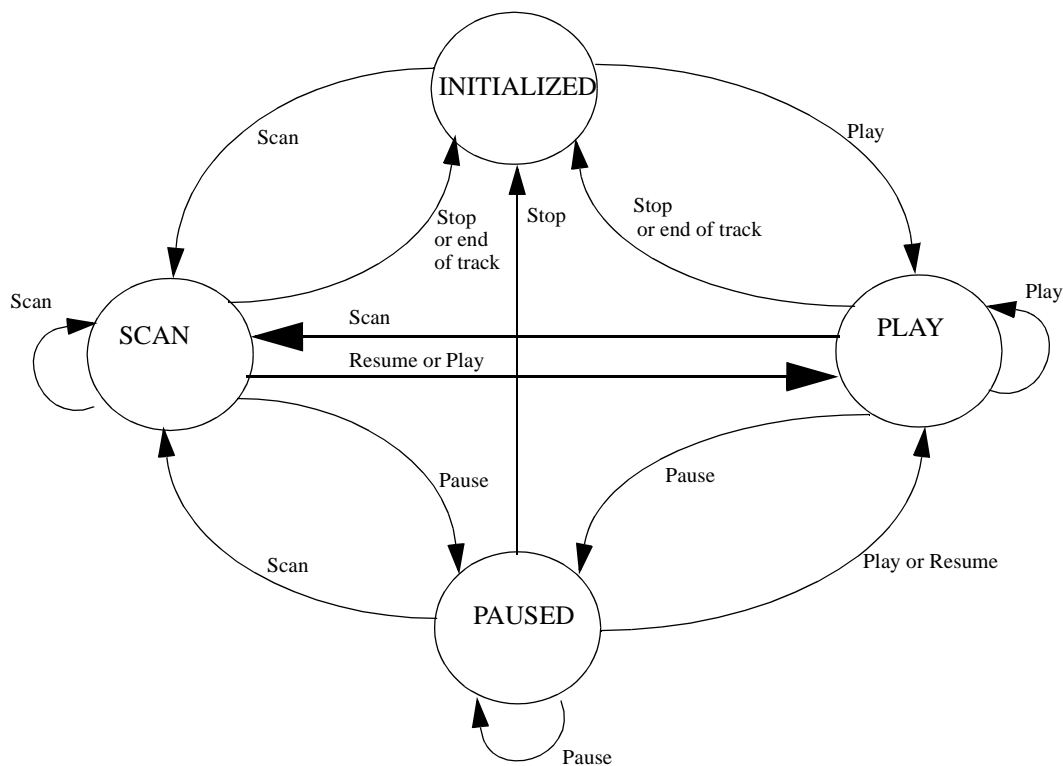 INITIALIZED
Scan
Play
Stop
or end
of track
Stop
Stop
or end of track
Scan
SCAN
Scan
Resume or Play
PLAY
Play
Pause
Pause
Scan
Play or Resume
PAUSED
Pause